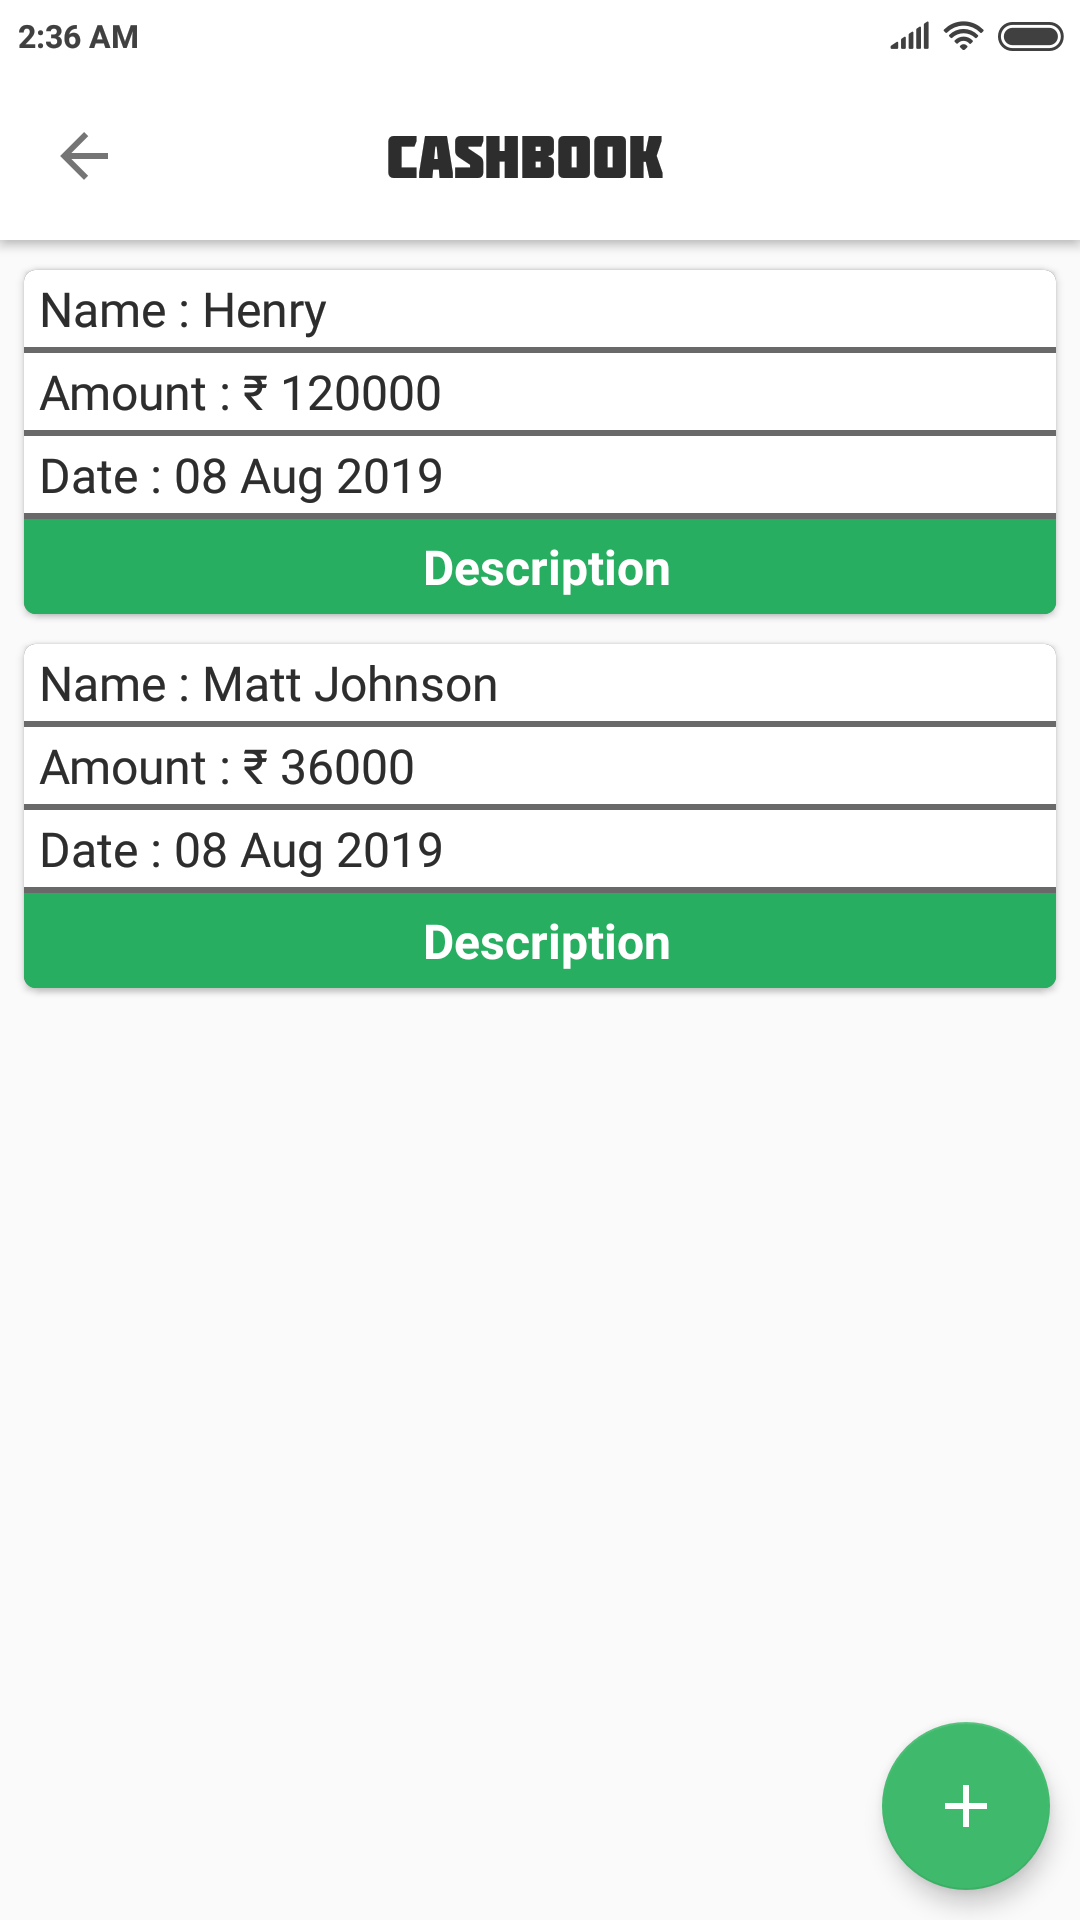 2:36 AM
CASHBOOK
Name : Henry
Amount : ₹ 120000
Date : 08 Aug 2019
Description
Name : Matt Johnson
Amount : ₹ 36000
Date : 08 Aug 2019
Description